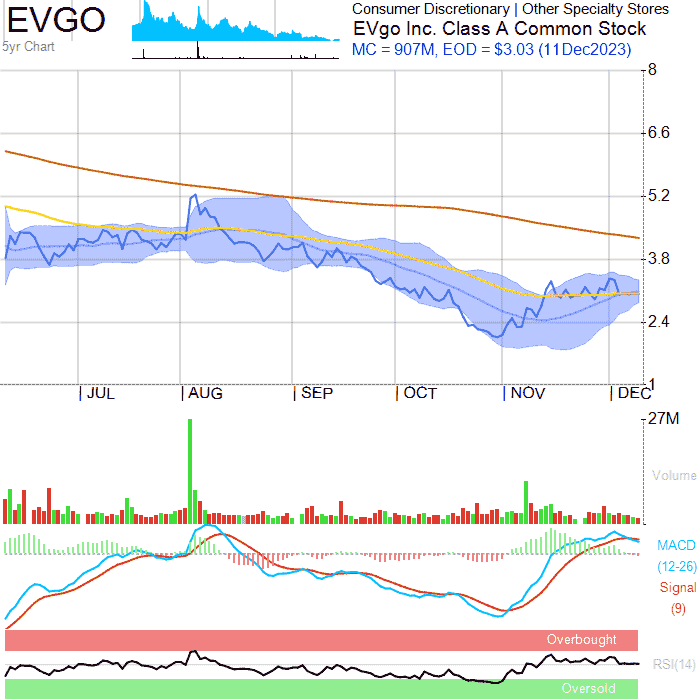 EVGO
5yr Chart
Consumer Discretionary | Other Specialty Stores
EVgo Inc. Class A Common Stock
MC = 907M, EOD = $3.03 (11Dec2023)
8
6.6
5.2
3.8
2.4
1
JUL
AUG
SEP
OCT
NOV
DEC
27M
Volume
MACD
(12-26)
Signal
(9)
Overbought
RSI(14)
Oversold